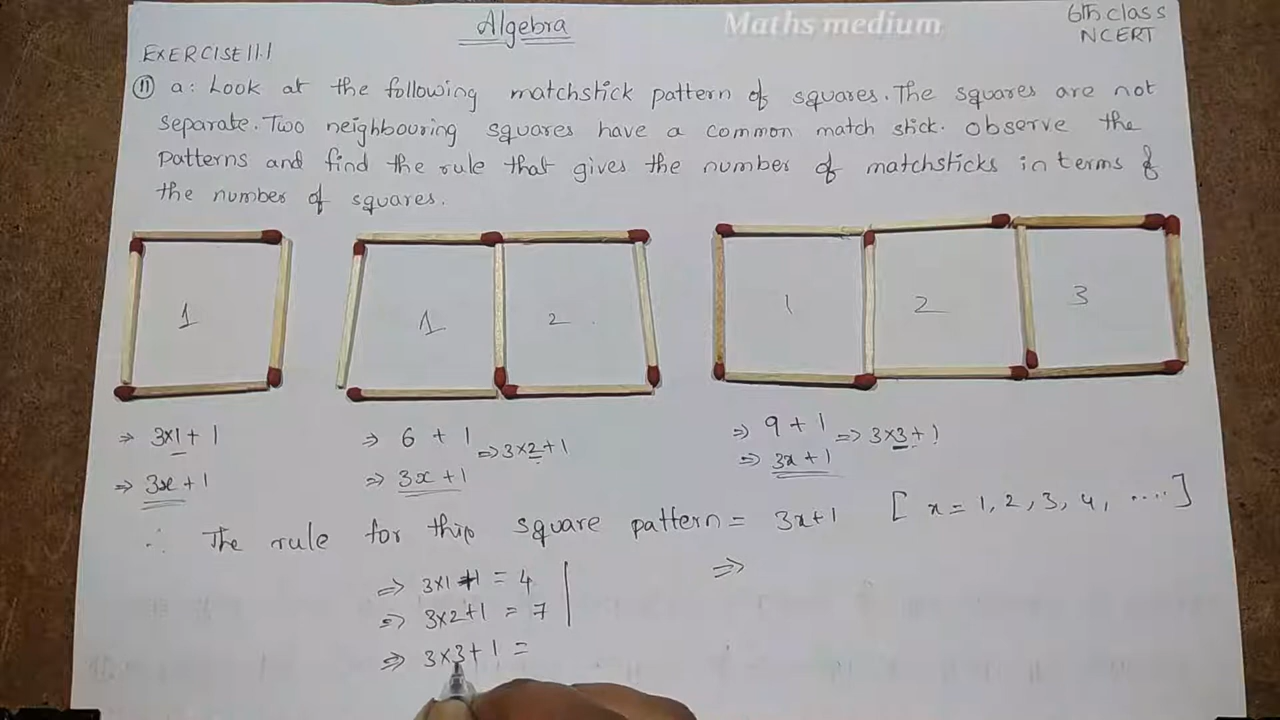 Algebra
Maths medium
6th class
NCERT
EXERCISE 11.1
11 a: Look at the following matchstick pattern of squares. The squares are not
separate. Two neighbouring squares have a common match stick. Observe the
patterns and find the rule that gives the number of matchsticks in terms of
the number of squares.
1
1 2
1 2 3
⇒ 3×1+1
⇒ 3x+1
⇒ 6 + 1 ⇒ 3×2+1
⇒ 3x+1
⇒ 9+1 ⇒ 3×3+1
⇒ 3x+1
∴ The rule for this square pattern = 3x+1 [x = 1, 2, 3, 4, ....]
⇒ 3×1+1 = 4
⇒ 3×2+1 = 7
⇒ 3×3+1 =
⇒